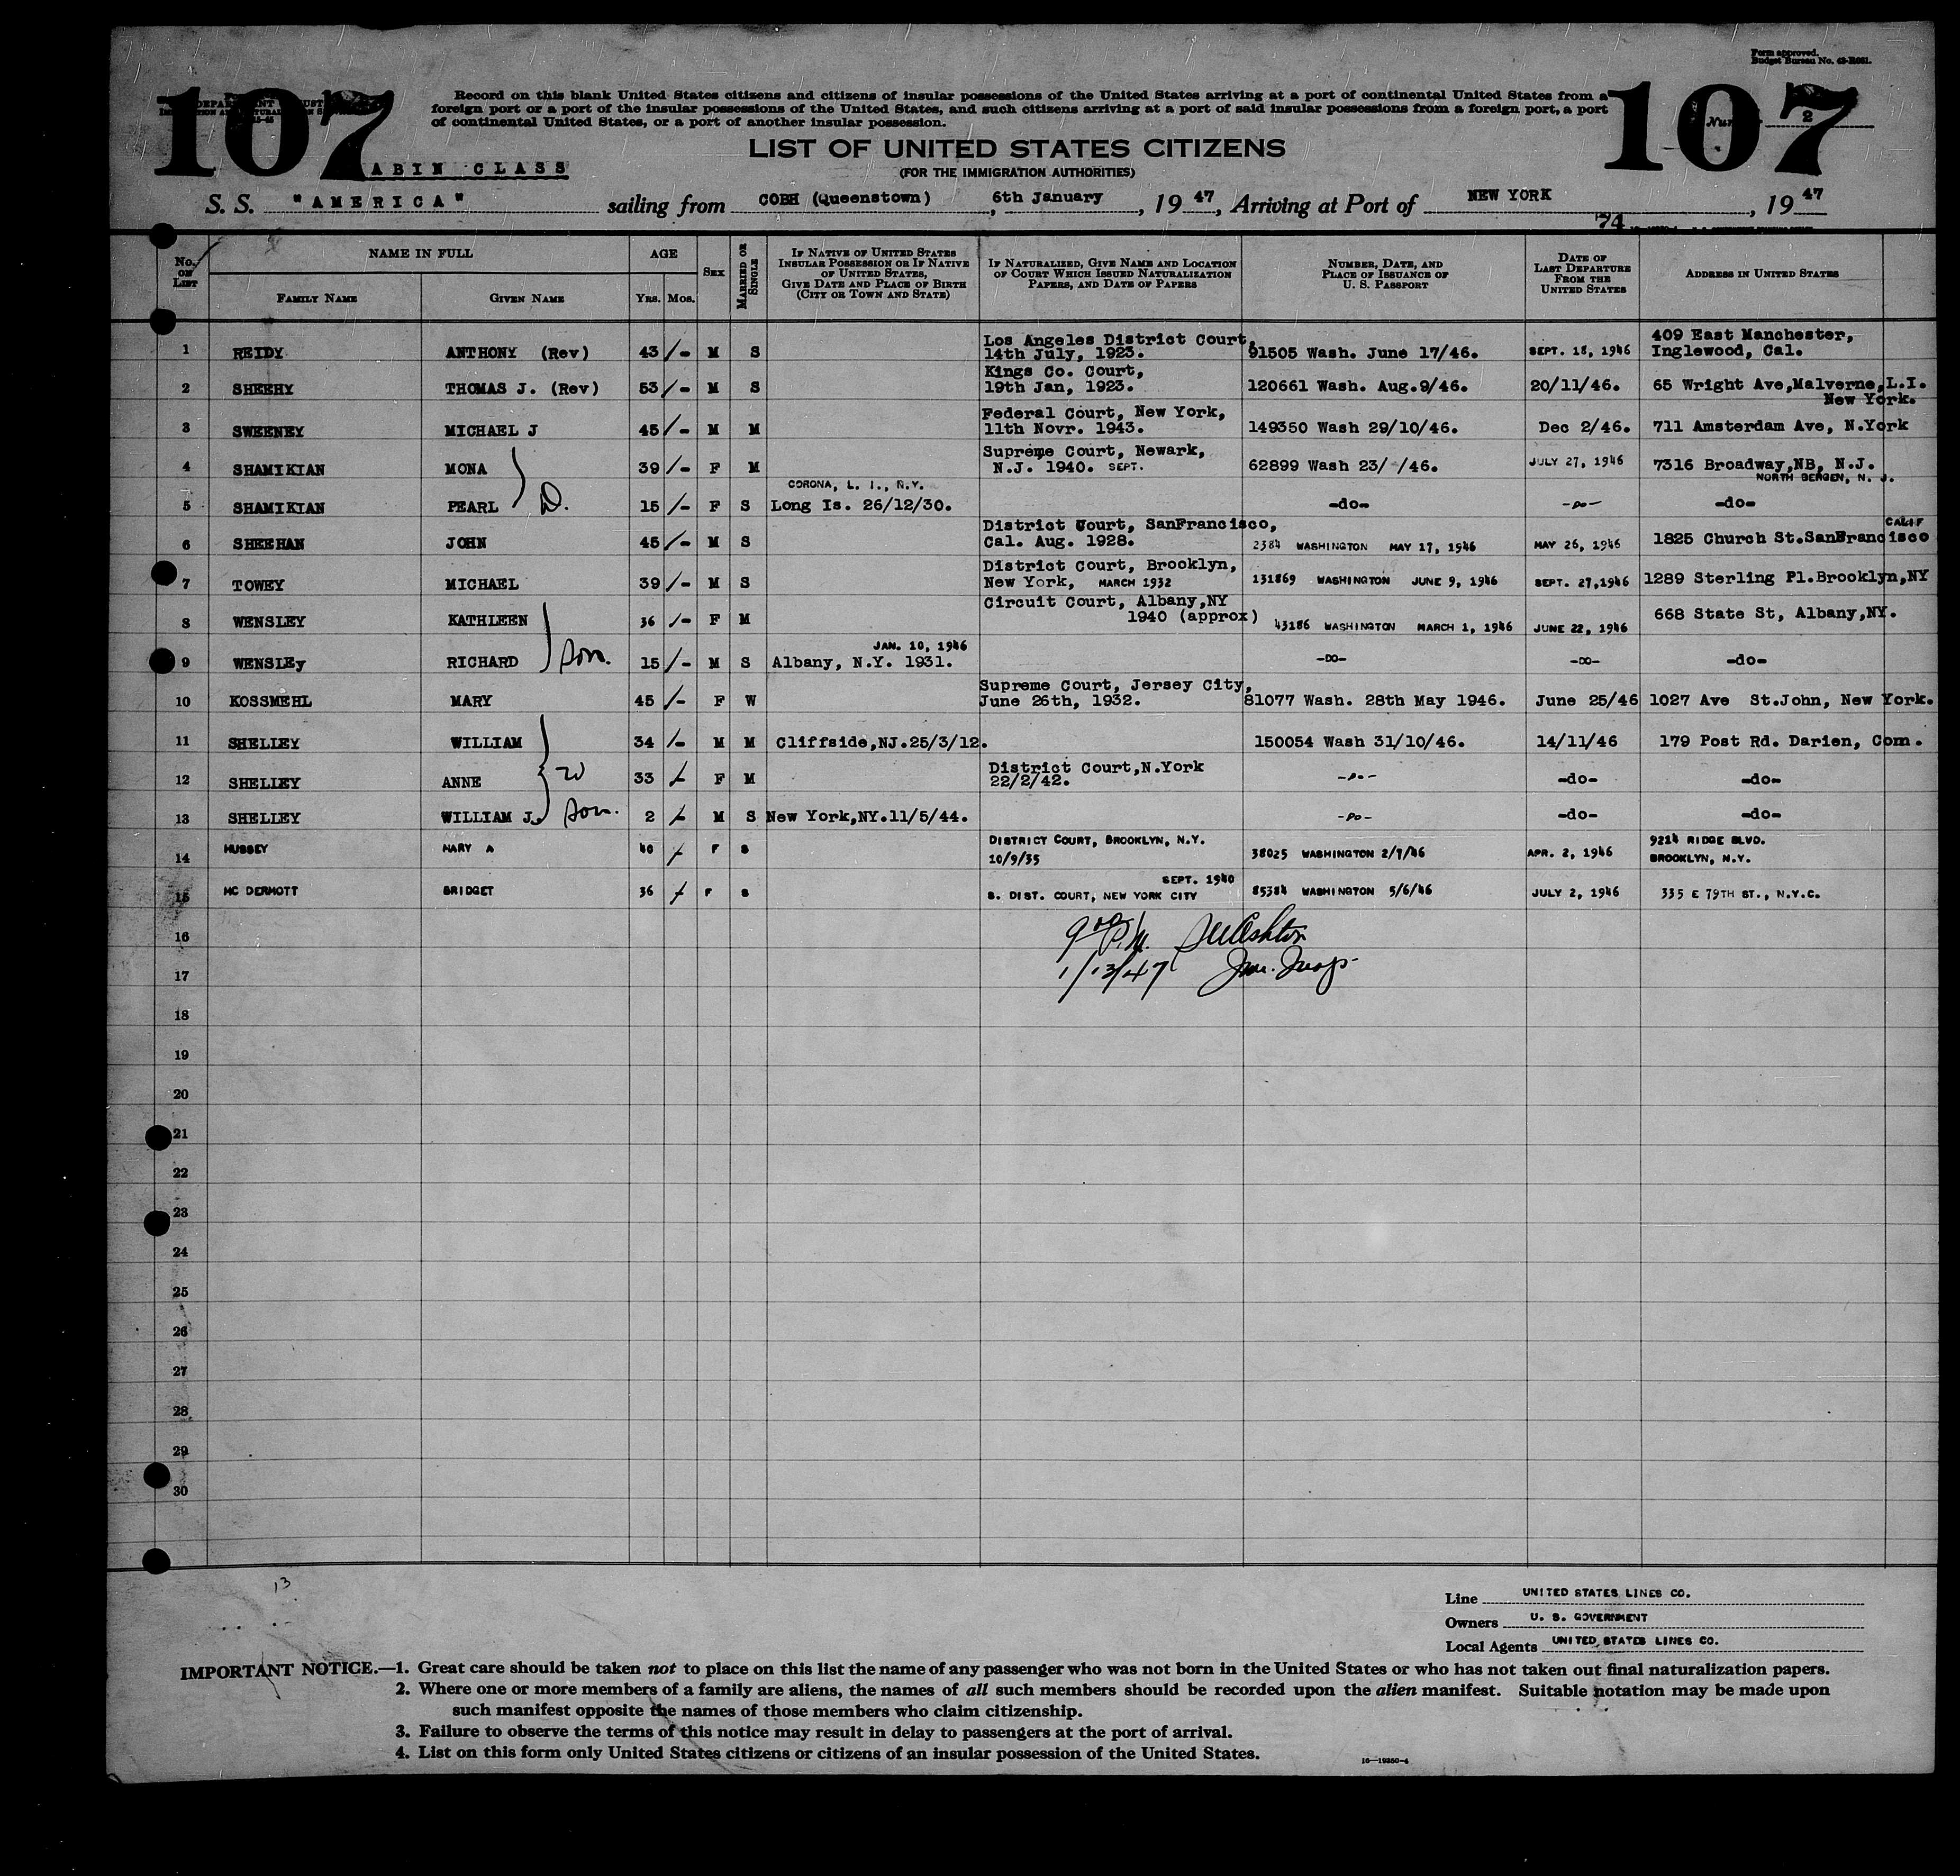 Form approved.
Budget Bureau No. 43-R081.
107
107
Record on this blank United States citizens and citizens of insular possessions of the United States arriving at a port of continental United States from a
foreign port or a port of the insular possessions of the United States, and such citizens arriving at a port of said insular possessions from a foreign port, a port
of continental United States, or a port of another insular possession.
2
LIST OF UNITED STATES CITIZENS
ABIN CLASS
(FOR THE IMMIGRATION AUTHORITIES)
S. S. "AMERICA" sailing from COBH (Queenstown), 6th January, 19 47, Arriving at Port of NEW YORK, 19 47
74
No. ON LIST
NAME IN FULL
FAMILY NAME
GIVEN NAME
AGE
YRS. MOS.
SEX
MARRIED OR SINGLE
IF NATIVE OF UNITED STATES
INSULAR POSSESSION OR IF NATIVE
OF UNITED STATES,
GIVE DATE AND PLACE OF BIRTH
(CITY OR TOWN AND STATE)
IF NATURALIZED, GIVE NAME AND LOCATION
OF COURT WHICH ISSUED NATURALIZATION
PAPERS, AND DATE OF PAPERS
NUMBER, DATE, AND
PLACE OF ISSUANCE OF
U. S. PASSPORT
DATE OF
LAST DEPARTURE
FROM THE
UNITED STATES
ADDRESS IN UNITED STATES
1 REIDY ANTHONY (Rev) 43 /- M S Los Angeles District Court, 14th July, 1923. 91505 Wash. June 17/46. SEPT. 18, 1946 409 East Manchester, Inglewood, Cal.
2 SHEEHY THOMAS J. (Rev) 53 /- M S Kings Co. Court, 19th Jan, 1923. 120661 Wash. Aug.9/46. 20/11/46. 65 Wright Ave,Malverne,L.I. New York.
3 SWEENEY MICHAEL J 45 /- M M Federal Court, New York, 11th Novr. 1943. 149350 Wash 29/10/46. Dec 2/46. 711 Amsterdam Ave, N.York
4 SHAMIKIAN MONA 39 /- F M Supreme Court, Newark, N.J. 1940. SEPT. 62899 Wash 23/ /46. JULY 27, 1946 7316 Broadway,NB, N.J. NORTH BERGEN, N. J.
5 SHAMIKIAN PEARL D. 15 /- F S CORONA, L. I., N.Y. Long Is. 26/12/30. -do- -DO- -do-
6 SHEEHAN JOHN 45 /- M S District Court, SanFrancisco, Cal. Aug. 1928. 2384 WASHINGTON MAY 17, 1946 MAY 26, 1946 1825 Church St.SanFrancisco CALIF
7 TOWEY MICHAEL 39 /- M S District Court, Brooklyn, New York, MARCH 1932 131869 WASHINGTON JUNE 9, 1946 SEPT. 27,1946 1289 Sterling Pl.Brooklyn,NY
8 WENSLEY KATHLEEN 36 /- F M Circuit Court, Albany,NY 1940 (approx) 43186 WASHINGTON MARCH 1, 1946 JUNE 22, 1946 668 State St, Albany,NY.
9 WENSLEy RICHARD son. 15 /- M S JAN. 10, 1946 Albany, N.Y. 1931. -DO- -DO- -do-
10 KOSSMEHL MARY 45 /- F W Supreme Court, Jersey City, June 26th, 1932. 81077 Wash. 28th May 1946. June 25/46 1027 Ave St.John, New York.
11 SHELLEY WILLIAM 34 /- M M Cliffside,NJ.25/3/12. 150054 Wash 31/10/46. 14/11/46 179 Post Rd. Darien, Com.
12 SHELLEY ANNE W 33 /- F M District Court,N.York 22/2/42. -DO- -do- -do-
13 SHELLEY WILLIAM J. son. 2 /- M S New York,NY.11/5/44. -DO- -do- -do-
14 HUSSEY MARY A 40 /- F S DISTRICT COURT, BROOKLYN, N.Y. 10/9/35 38025 WASHINGTON 2/7/46 APR. 2, 1946 9214 RIDGE BLVD. BROOKLYN, N.Y.
15 MC DERMOTT BRIDGET 36 /- F S SEPT. 1940 S. DIST. COURT, NEW YORK CITY 85384 WASHINGTON 5/6/46 JULY 2, 1946 335 E 79TH ST., N.Y.C.
16 9 00 P.M.
17 1/13/47
18
19
20
21
22
23
24
25
26
27
28
29
30
13
Line UNITED STATES LINES CO.
Owners U. S. GOVERNMENT
Local Agents UNITED STATES LINES CO.
IMPORTANT NOTICE.—1. Great care should be taken not to place on this list the name of any passenger who was not born in the United States or who has not taken out final naturalization papers.
2. Where one or more members of a family are aliens, the names of all such members should be recorded upon the alien manifest. Suitable notation may be made upon
such manifest opposite the names of those members who claim citizenship.
3. Failure to observe the terms of this notice may result in delay to passengers at the port of arrival.
4. List on this form only United States citizens or citizens of an insular possession of the United States.
16—19350-4